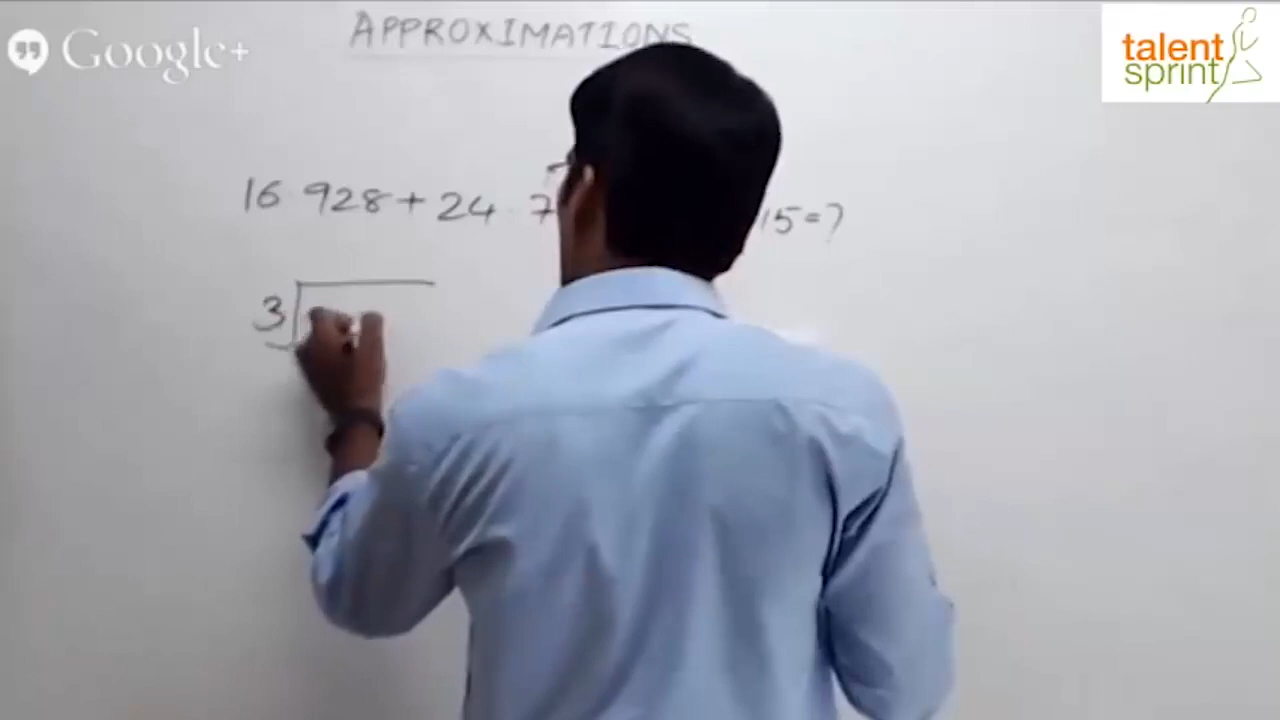 APPROXIMATIONS
Google+
talent
sprint
16.928 + 24.7 15 = ?
3